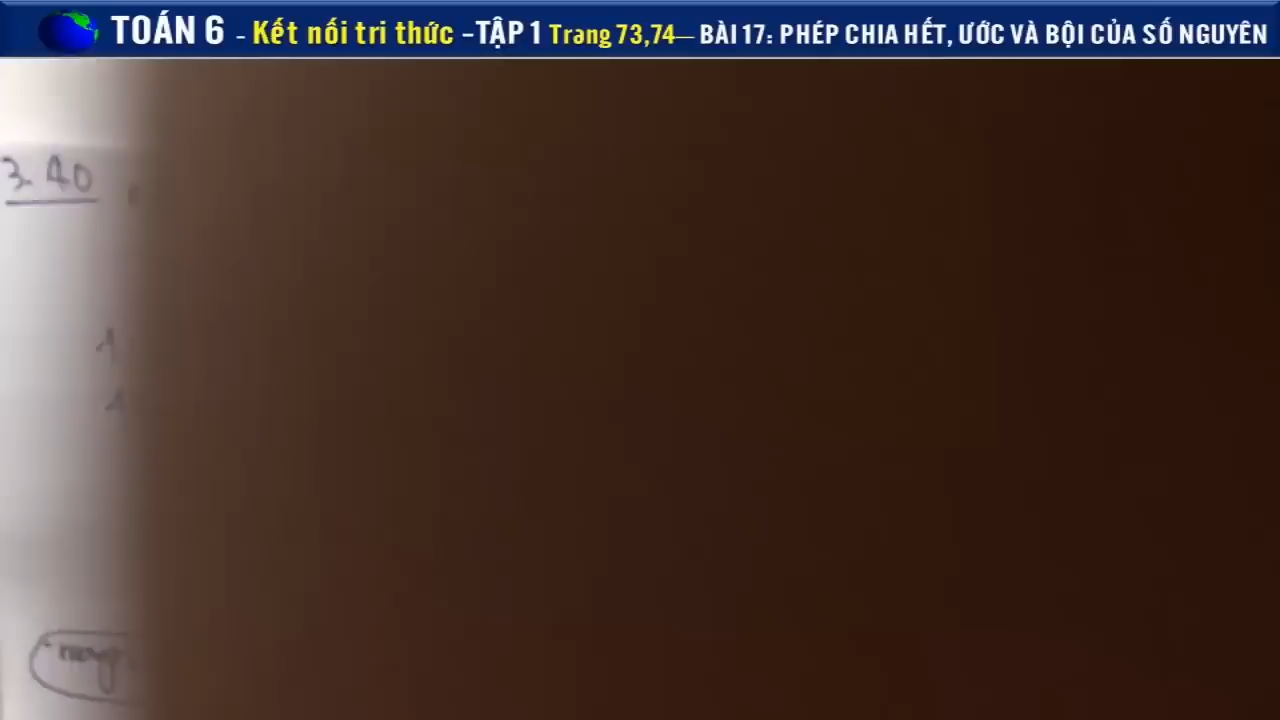 TOÁN 6 - Kết nối tri thức -TẬP 1 Trang 73,74- BÀI 17: PHÉP CHIA HẾT, ƯỚC VÀ BỘI CỦA SỐ NGUYÊN
3.40